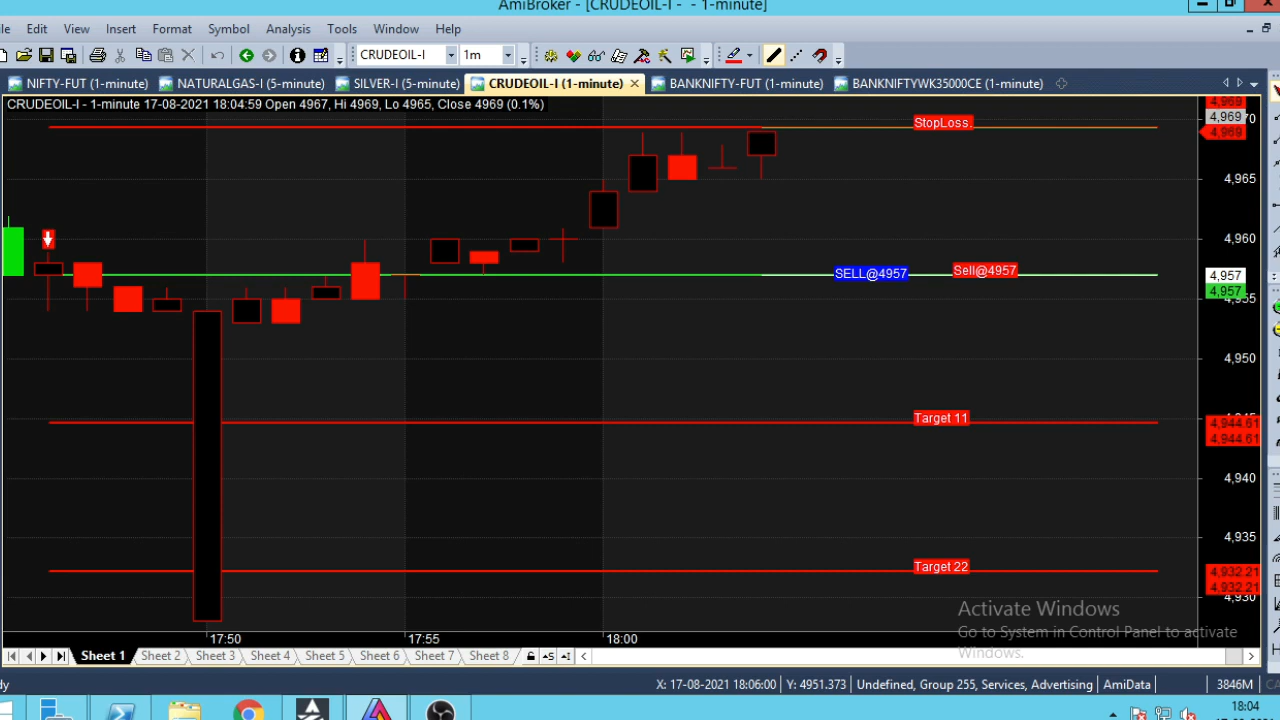 AmiBroker - [CRUDEOIL-I - - 1-minute]
Edit View Insert Format Symbol Analysis Tools Window Help
CRUDEOIL-I 1m
NIFTY-FUT (1-minute) NATURALGAS-I (5-minute) SILVER-I (5-minute) CRUDEOIL-I (1-minute) BANKNIFTY-FUT (1-minute) BANKNIFTYWK35000CE (1-minute)
CRUDEOIL-I - 1-minute 17-08-2021 18:04:59 Open 4967, Hi 4969, Lo 4965, Close 4969 (0.1%)
4,969
4,969
StopLoss.
4,969
4,965
4,960
SELL@4957 Sell@4957
4,957
4,957
4,955
4,950
Target 11
4,944.61
4,944.61
4,940
4,935
Target 22
4,932.21
4,932.21
4,930
Activate Windows
Go to System in Control Panel to activate
Windows.
17:50 17:55 18:00
Sheet 1 Sheet 2 Sheet 3 Sheet 4 Sheet 5 Sheet 6 Sheet 7 Sheet 8
X: 17-08-2021 18:06:00 Y: 4951.373 Undefined, Group 255, Services, Advertising AmiData 3846M
18:04